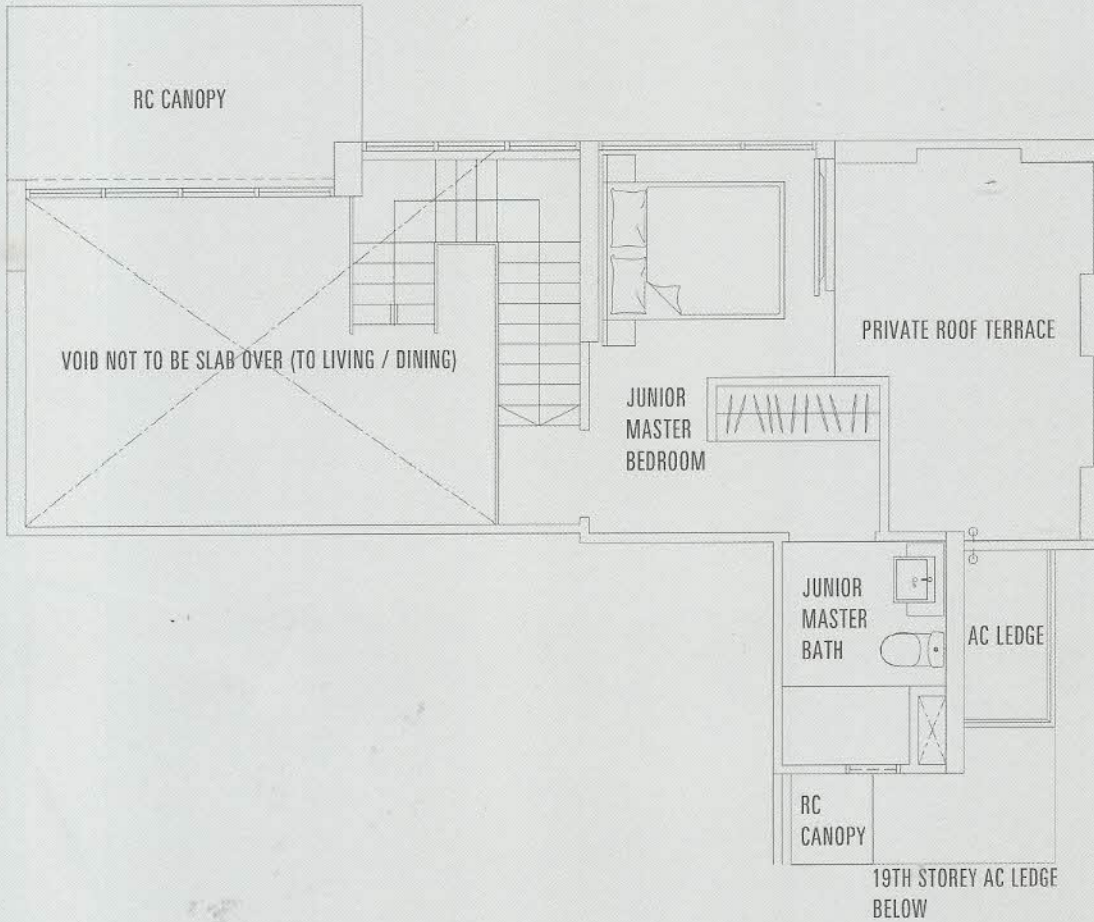 RC CANOPY
VOID NOT TO BE SLAB OVER (TO LIVING / DINING)
PRIVATE ROOF TERRACE
JUNIOR
MASTER
BEDROOM
JUNIOR
MASTER
BATH
AC LEDGE
RC
CANOPY
19TH STOREY AC LEDGE
BELOW